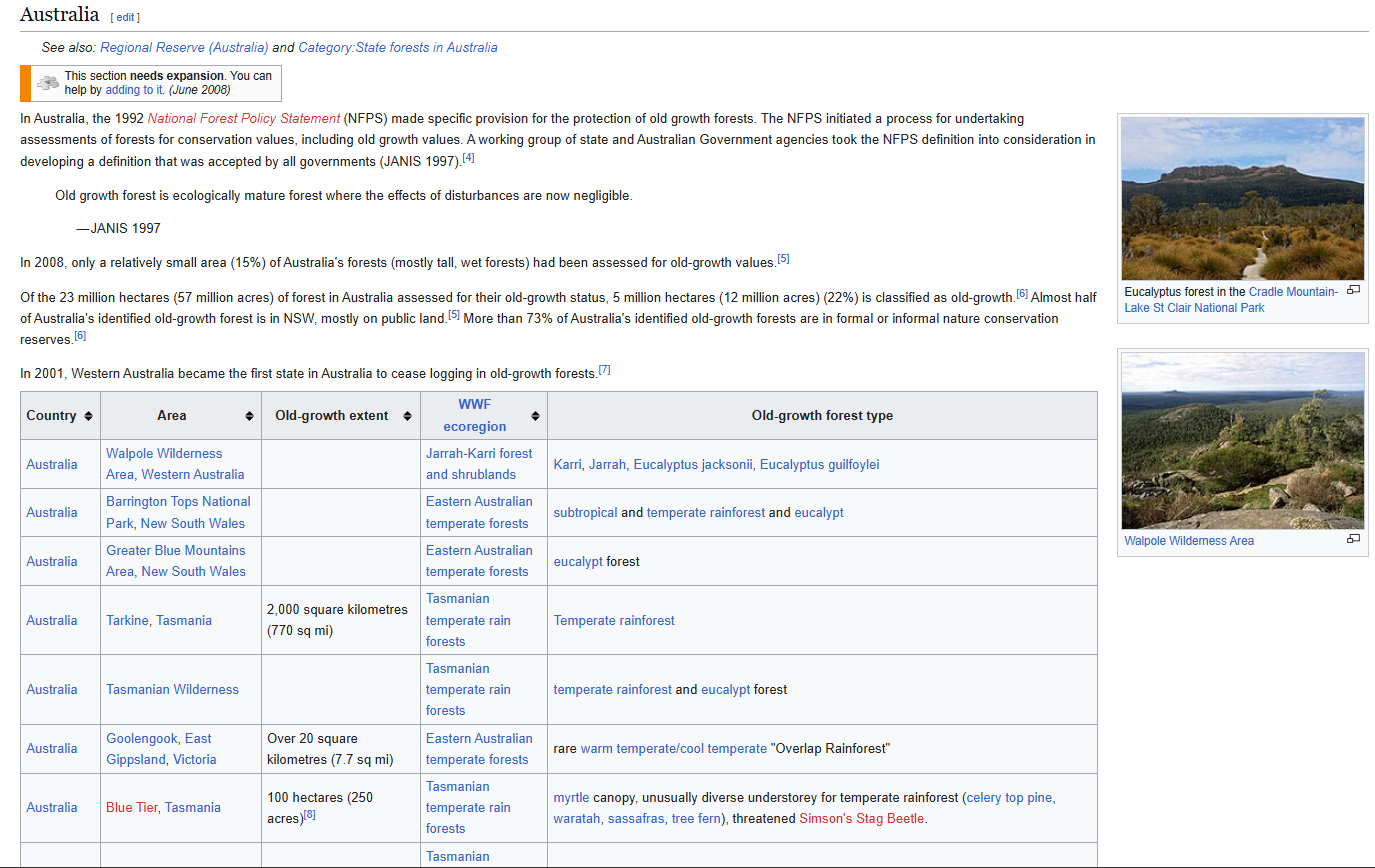 Australia [ edit ]
See also: Regional Reserve (Australia) and Category:State forests in Australia
This section needs expansion. You can
help by adding to it. (June 2008)
In Australia, the 1992 National Forest Policy Statement (NFPS) made specific provision for the protection of old growth forests. The NFPS initiated a process for undertaking
assessments of forests for conservation values, including old growth values. A working group of state and Australian Government agencies took the NFPS definition into consideration in
developing a definition that was accepted by all governments (JANIS 1997).[4]
Old growth forest is ecologically mature forest where the effects of disturbances are now negligible.
—JANIS 1997
In 2008, only a relatively small area (15%) of Australia's forests (mostly tall, wet forests) had been assessed for old-growth values.[5]
Of the 23 million hectares (57 million acres) of forest in Australia assessed for their old-growth status, 5 million hectares (12 million acres) (22%) is classified as old-growth.[6] Almost half
of Australia's identified old-growth forest is in NSW, mostly on public land.[5] More than 73% of Australia's identified old-growth forests are in formal or informal nature conservation
reserves.[6]
In 2001, Western Australia became the first state in Australia to cease logging in old-growth forests.[7]
Eucalyptus forest in the Cradle Mountain-
Lake St Clair National Park
Walpole Wilderness Area
Country
Area
Old-growth extent
WWF
ecoregion
Old-growth forest type
Australia
Walpole Wilderness
Area, Western Australia
Jarrah-Karri forest
and shrublands
Karri, Jarrah, Eucalyptus jacksonii, Eucalyptus guilfoylei
Australia
Barrington Tops National
Park, New South Wales
Eastern Australian
temperate forests
subtropical and temperate rainforest and eucalypt
Australia
Greater Blue Mountains
Area, New South Wales
Eastern Australian
temperate forests
eucalypt forest
Australia
Tarkine, Tasmania
2,000 square kilometres
(770 sq mi)
Tasmanian
temperate rain
forests
Temperate rainforest
Australia
Tasmanian Wilderness
Tasmanian
temperate rain
forests
temperate rainforest and eucalypt forest
Australia
Goolengook, East
Gippsland, Victoria
Over 20 square
kilometres (7.7 sq mi)
Eastern Australian
temperate forests
rare warm temperate/cool temperate "Overlap Rainforest"
Australia
Blue Tier, Tasmania
100 hectares (250
acres)[8]
Tasmanian
temperate rain
forests
myrtle canopy, unusually diverse understorey for temperate rainforest (celery top pine,
waratah, sassafras, tree fern), threatened Simson's Stag Beetle.
Tasmanian